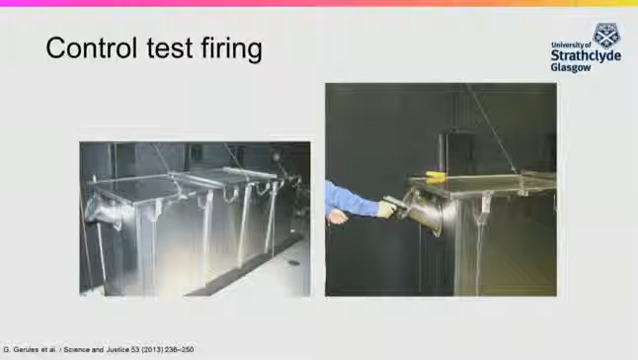 Control test firing
University of
Strathclyde
Glasgow
G. Gerules et al. / Science and Justice 53 (2013) 236–250